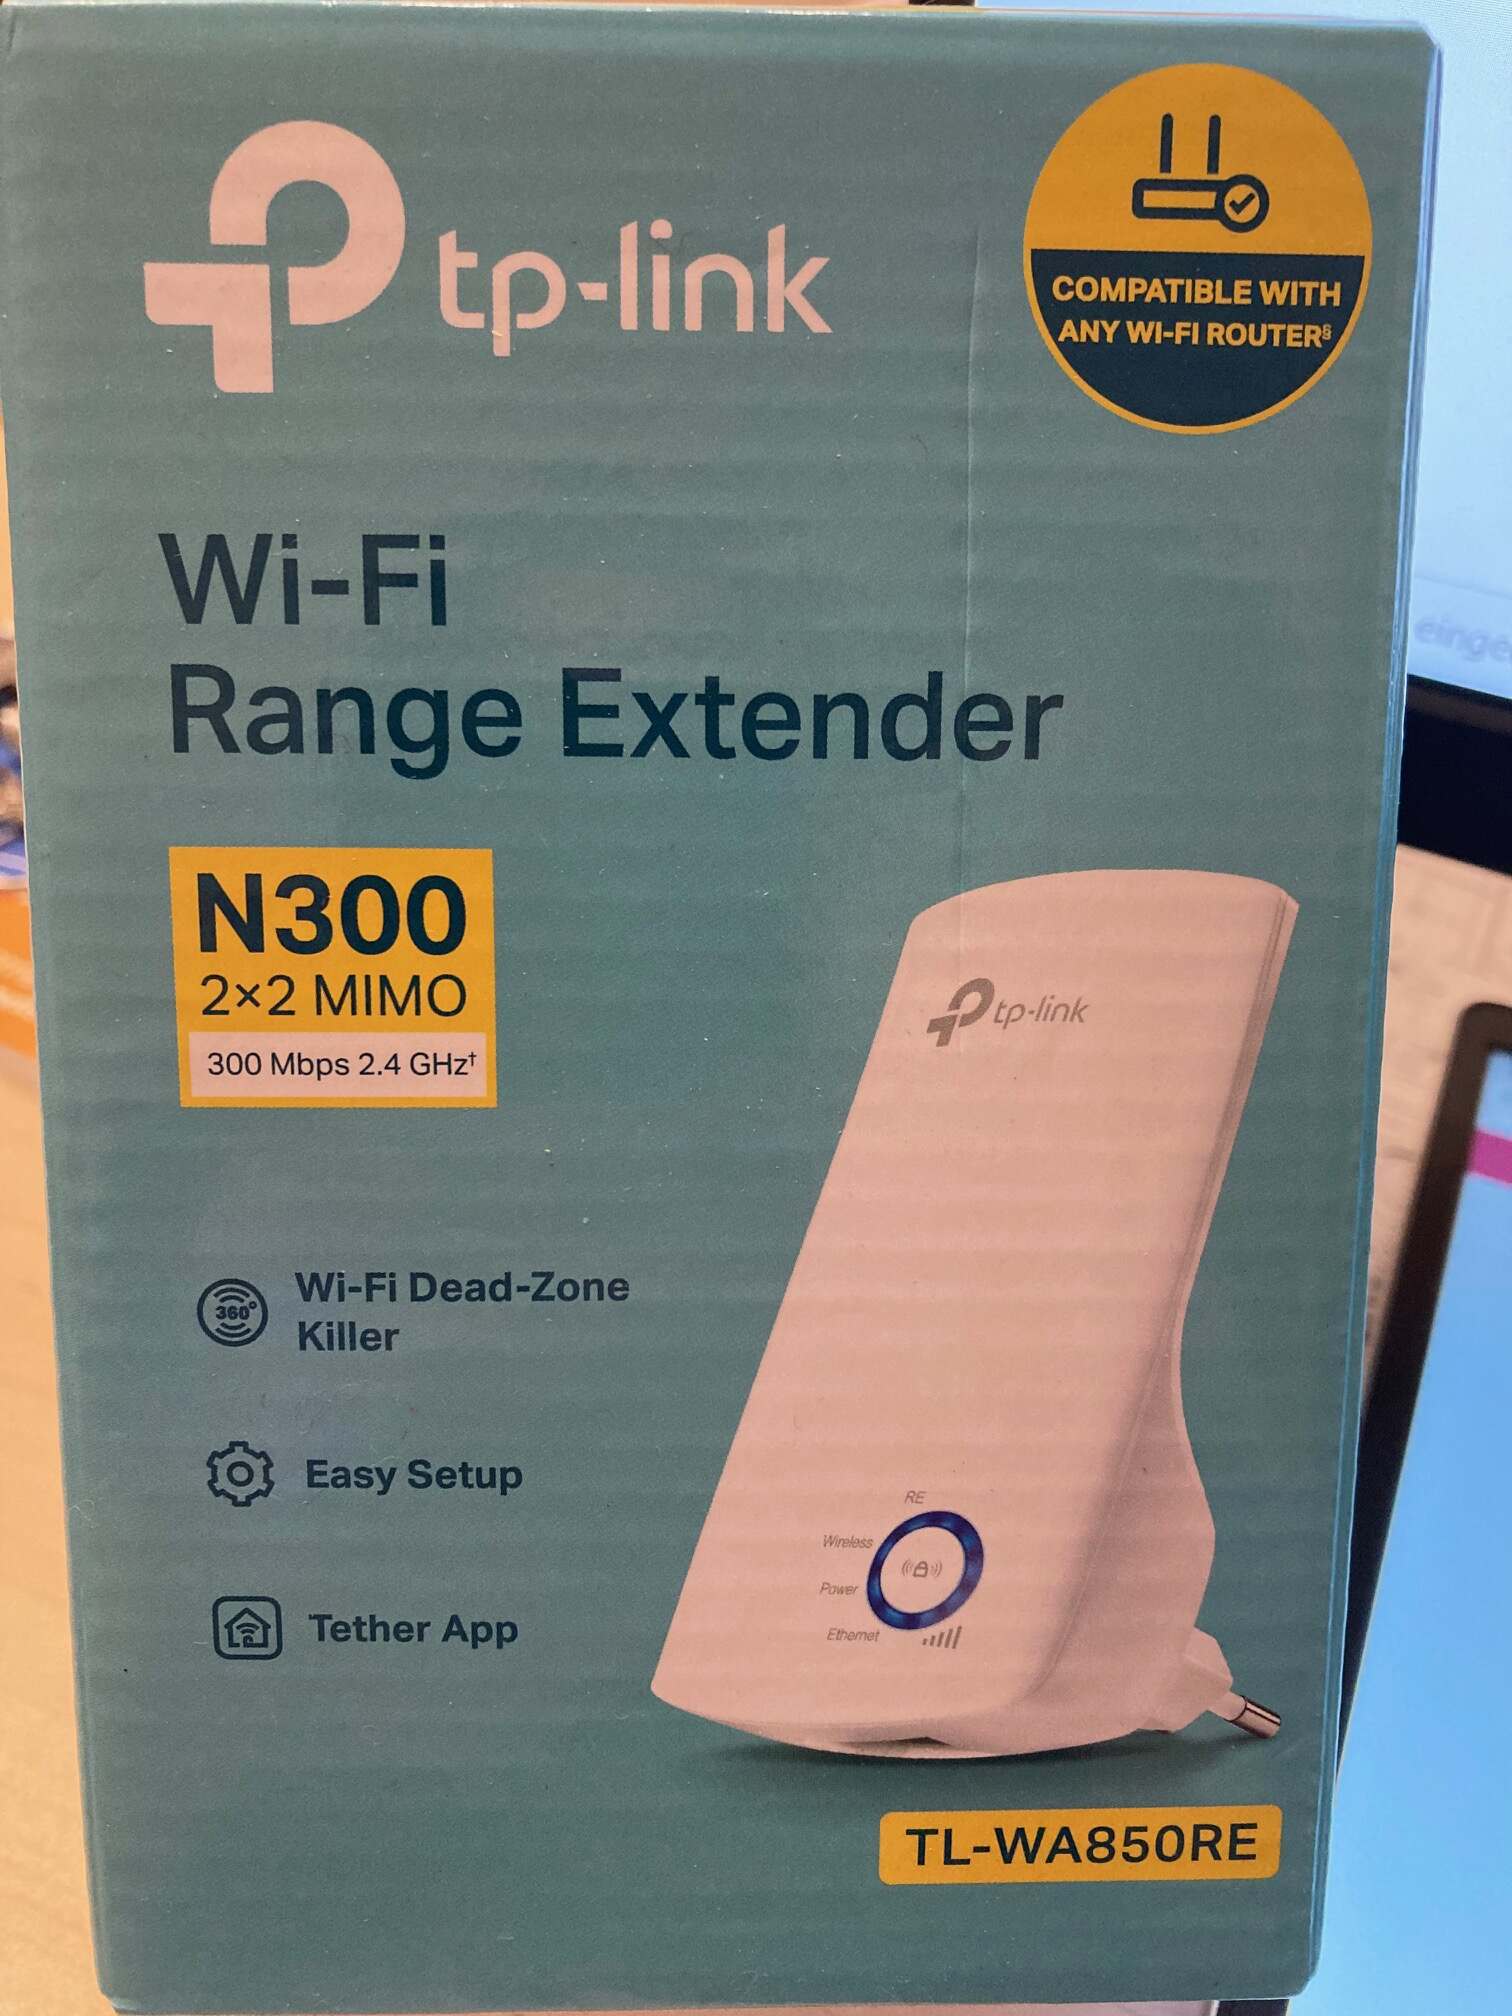 tp-link
COMPATIBLE WITH
ANY WI-FI ROUTER§
Wi-Fi
Range Extender
N300
2×2 MIMO
300 Mbps 2.4 GHz†
360°
Wi-Fi Dead-Zone
Killer
Easy Setup
Tether App
tp-link
RE
Wireless
Power
Ethernet
TL-WA850RE